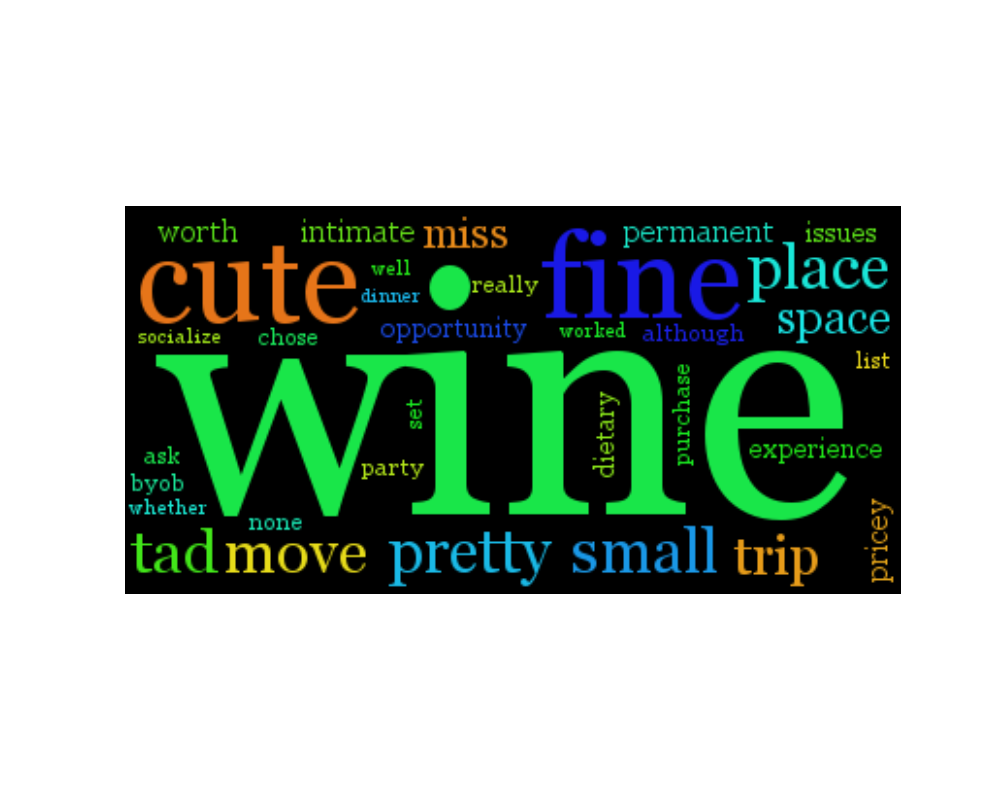 worth intimate miss fine permanent issues
cute well really place
dinner
opportunity space
socialize chose worked although
wine list
set dietary purchase
party experience
ask
byob
whether
none
tad move pretty small trip pricey